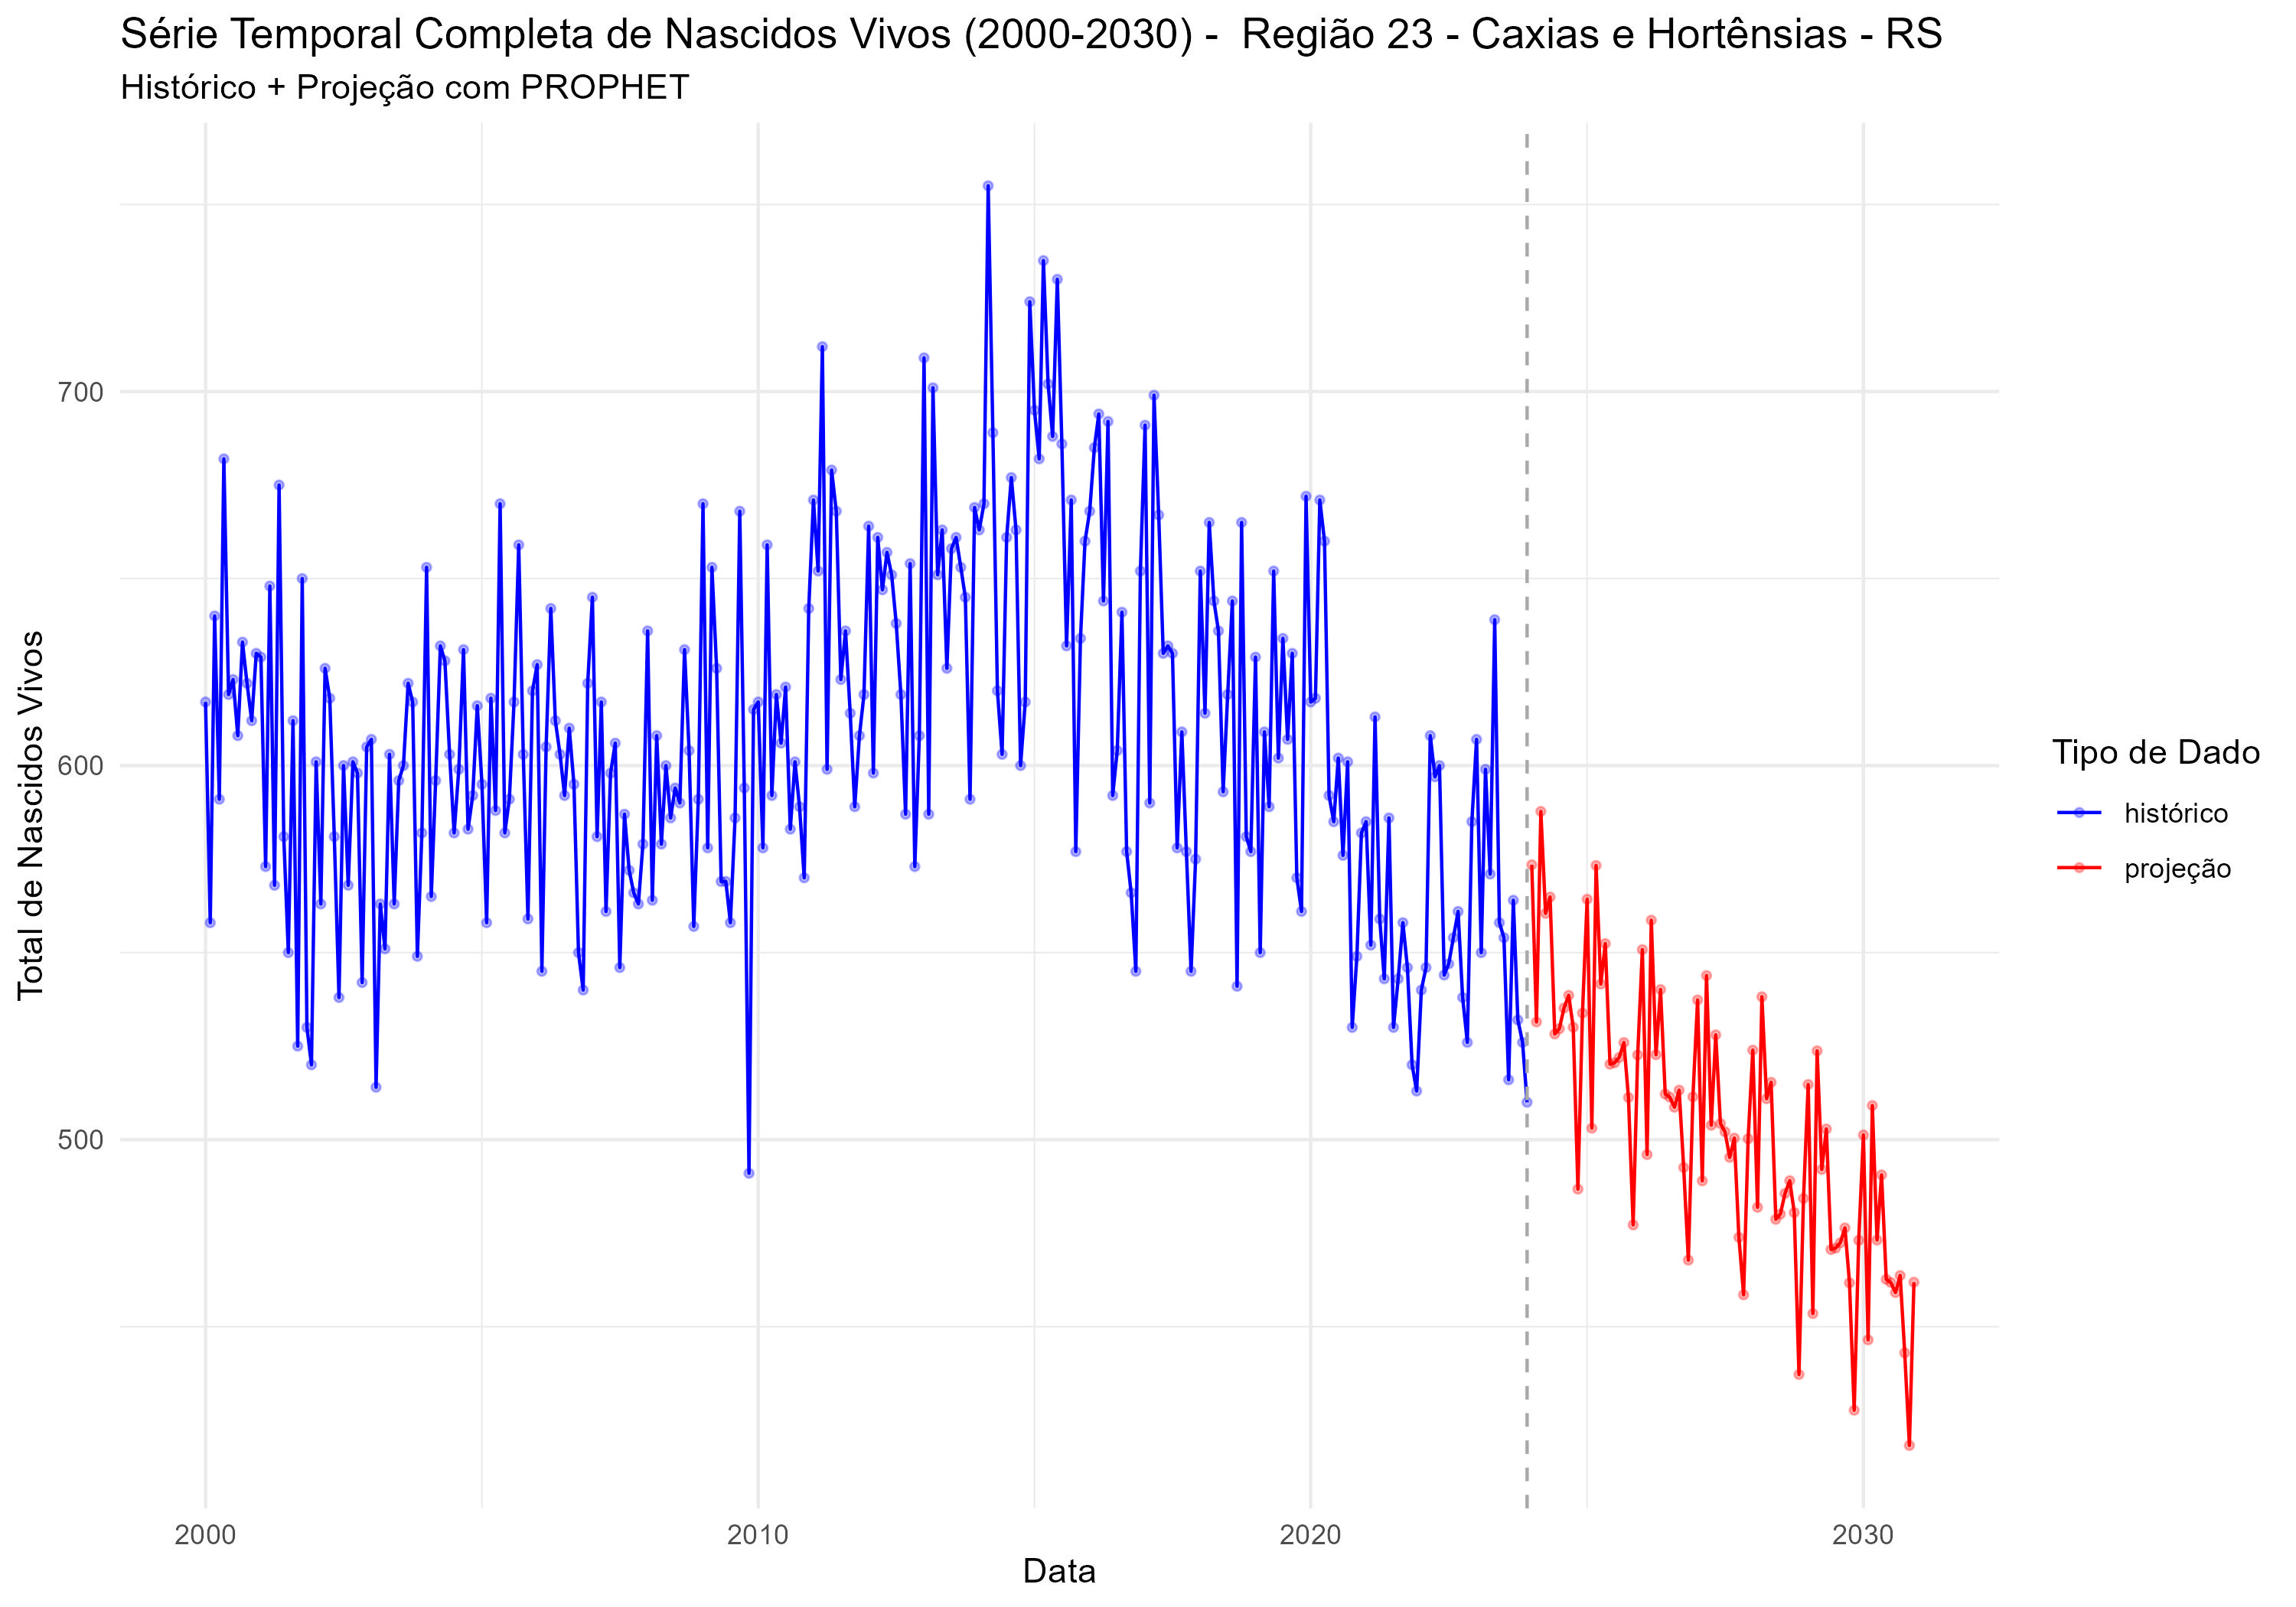 Série Temporal Completa de Nascidos Vivos (2000-2030) -  Região 23 - Caxias e Hortênsias - RS
Histórico + Projeção com PROPHET
Total de Nascidos Vivos
700
600
500
2000
2010
2020
2030
Data
Tipo de Dado
histórico
projeção